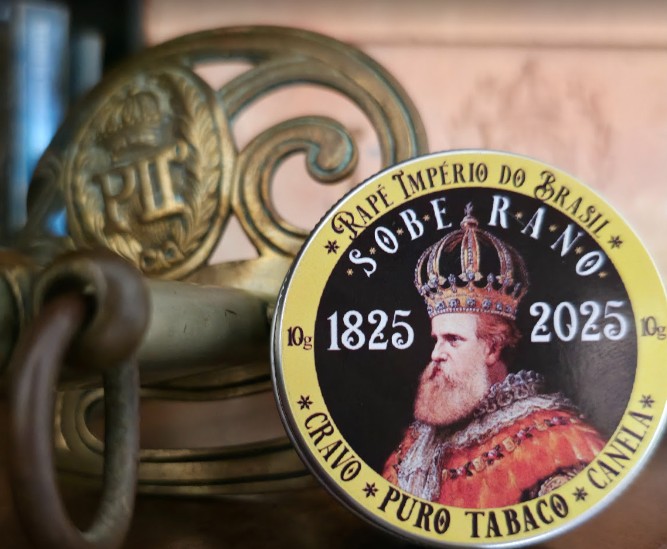 PII
RAPÉ IMPÉRIO DO BRASIL
SOBERANO
10g 1825 2025 10g
CRAVO * PURO TABACO * CANELA